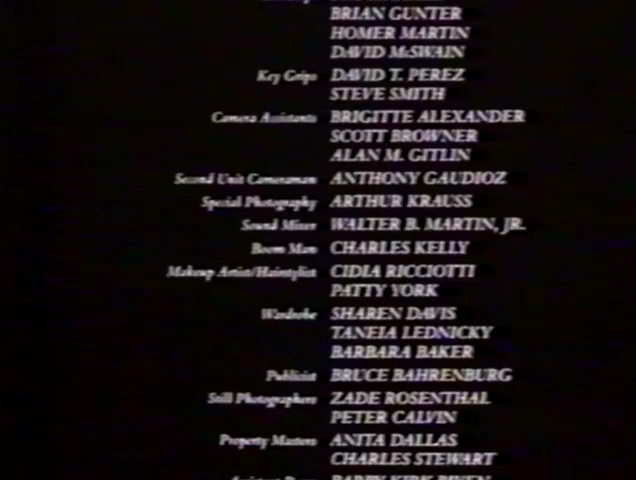 BRIAN GUNTER
HOMER MARTIN
DAVID McSWAIN
Key Grips DAVID T. PEREZ
STEVE SMITH
Camera Assistants BRIGITTE ALEXANDER
SCOTT BROWNER
ALAN M. GITLIN
Second Unit Cameraman ANTHONY GAUDIOZ
Special Photography ARTHUR KRAUSS
Sound Mixer WALTER B. MARTIN, JR.
Boom Man CHARLES KELLY
Makeup Artist/Hairstylist CIDIA RICCIOTTI
PATTY YORK
Wardrobe SHAREN DAVIS
TANEIA LEDNICKY
BARBARA BAKER
Publicist BRUCE BAHRENBURG
Still Photographers ZADE ROSENTHAL
PETER CALVIN
Property Masters ANITA DALLAS
CHARLES STEWART